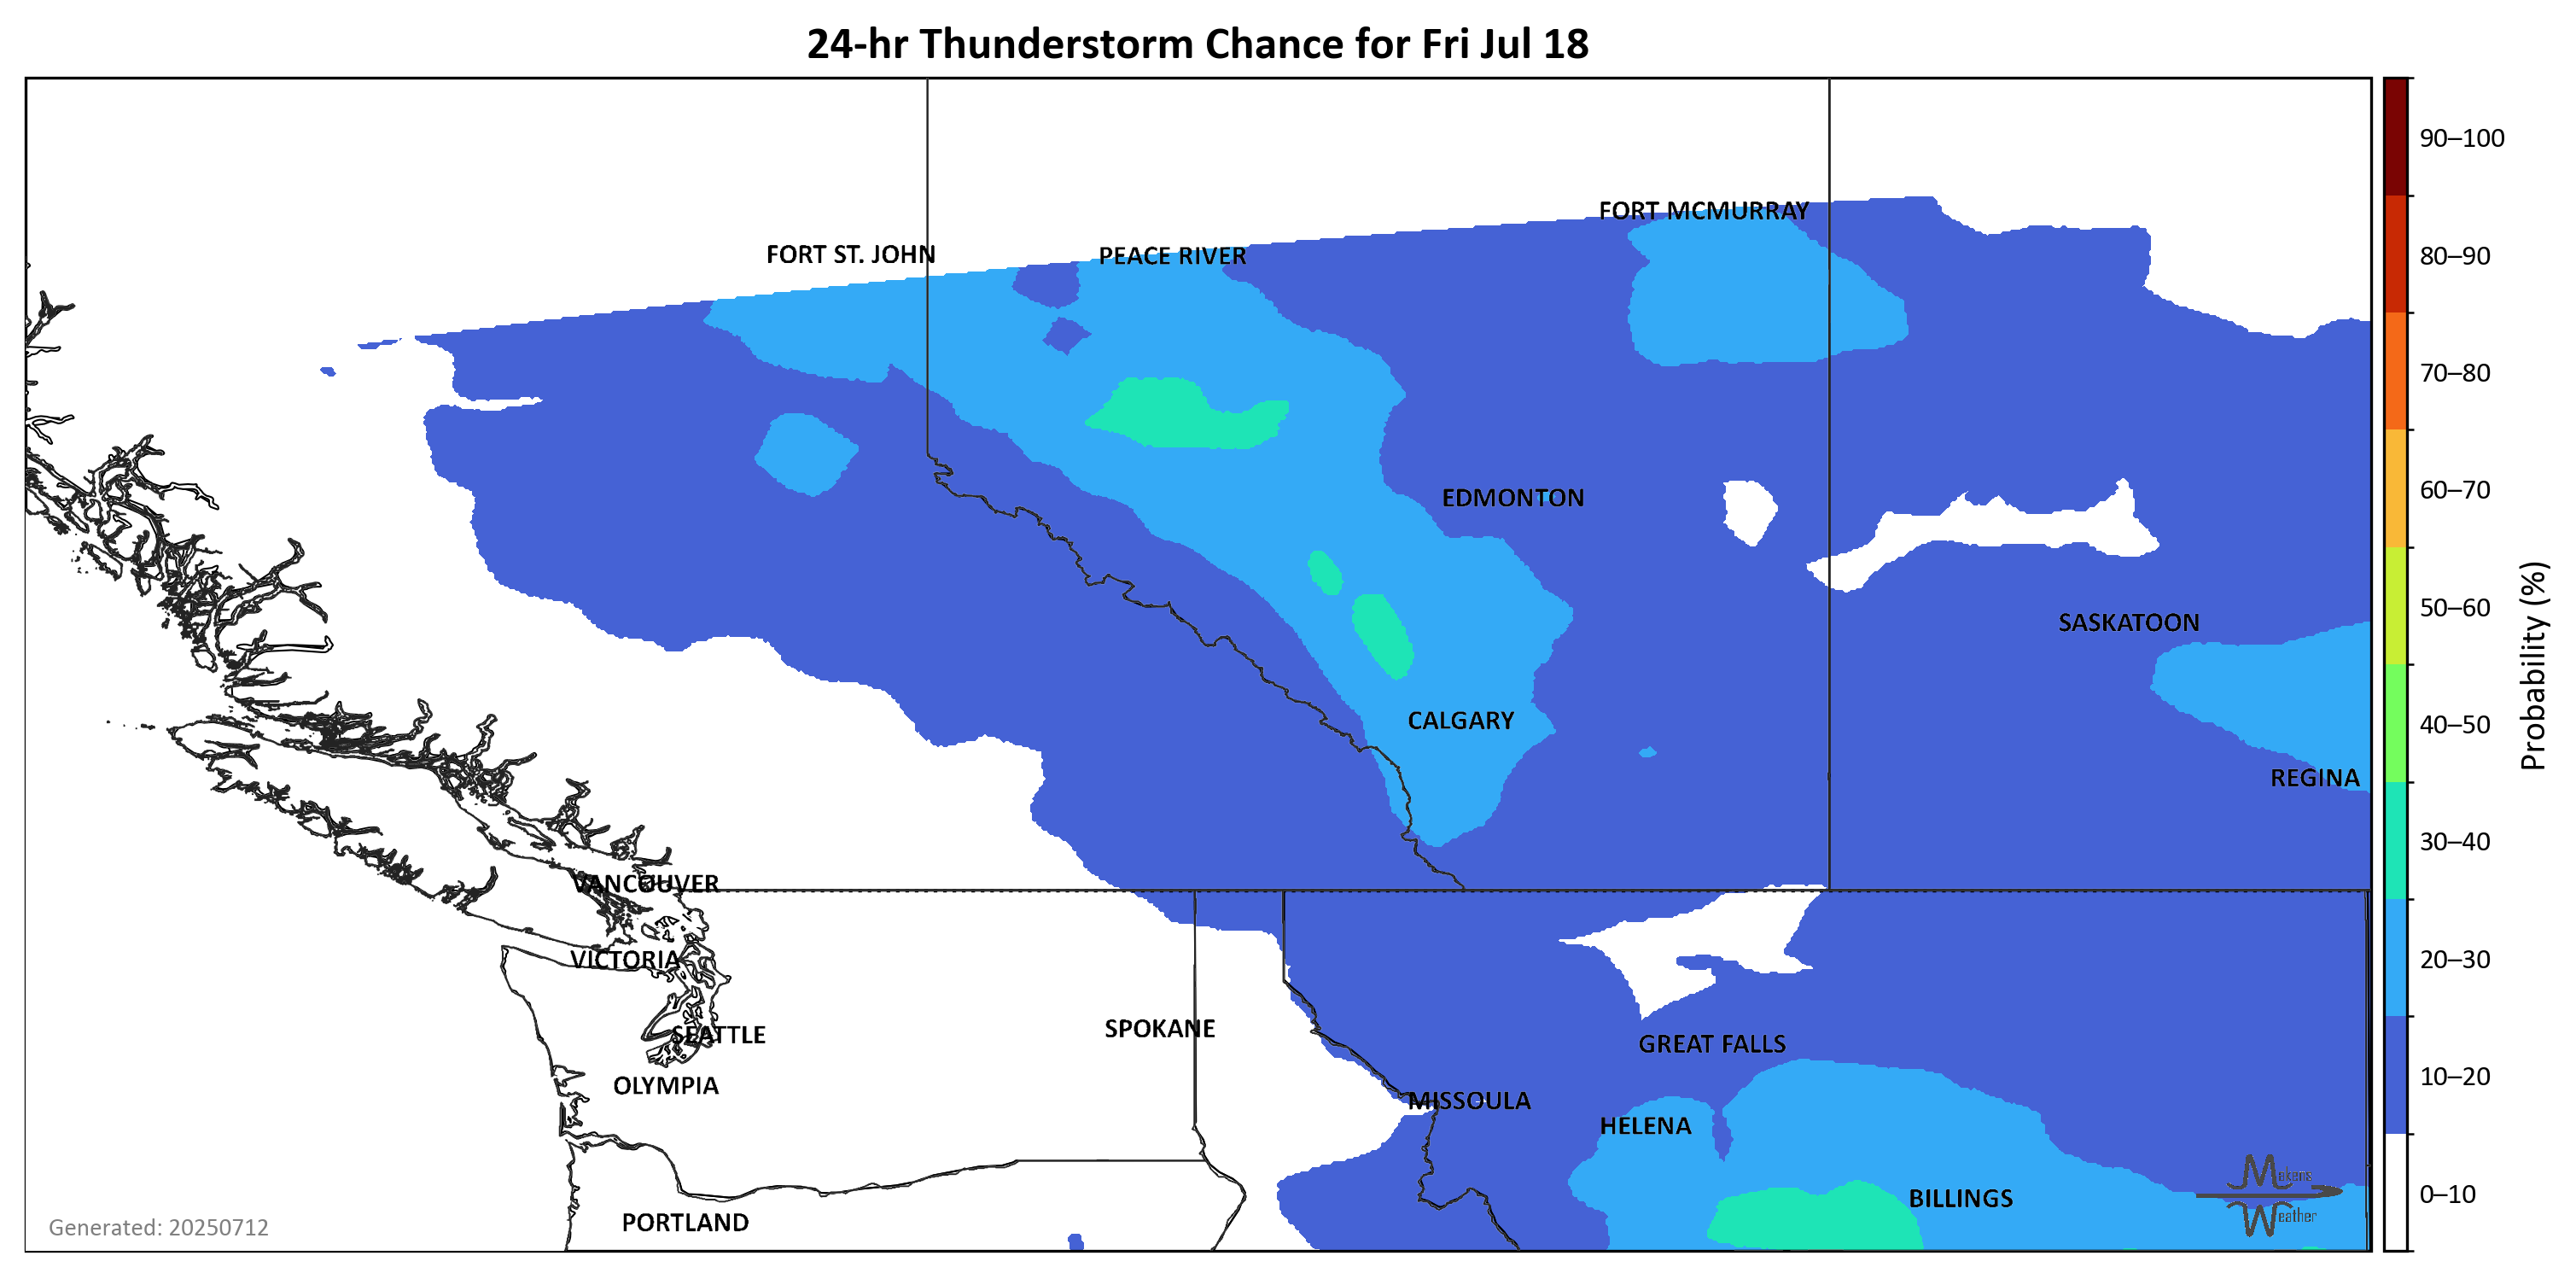 24-hr Thunderstorm Chance for Fri Jul 18
90–100
FORT MCMURRAY
FORT ST. JOHN
PEACE RIVER
80–90
70–80
60–70
EDMONTON
50–60
SASKATOON
CALGARY
40–50
REGINA
Probability (%)
30–40
VANCOUVER
VICTORIA
20–30
SEATTLE
SPOKANE
GREAT FALLS
OLYMPIA
MISSOULA
10–20
HELENA
Mekens
Weather
BILLINGS
0–10
PORTLAND
Generated: 20250712